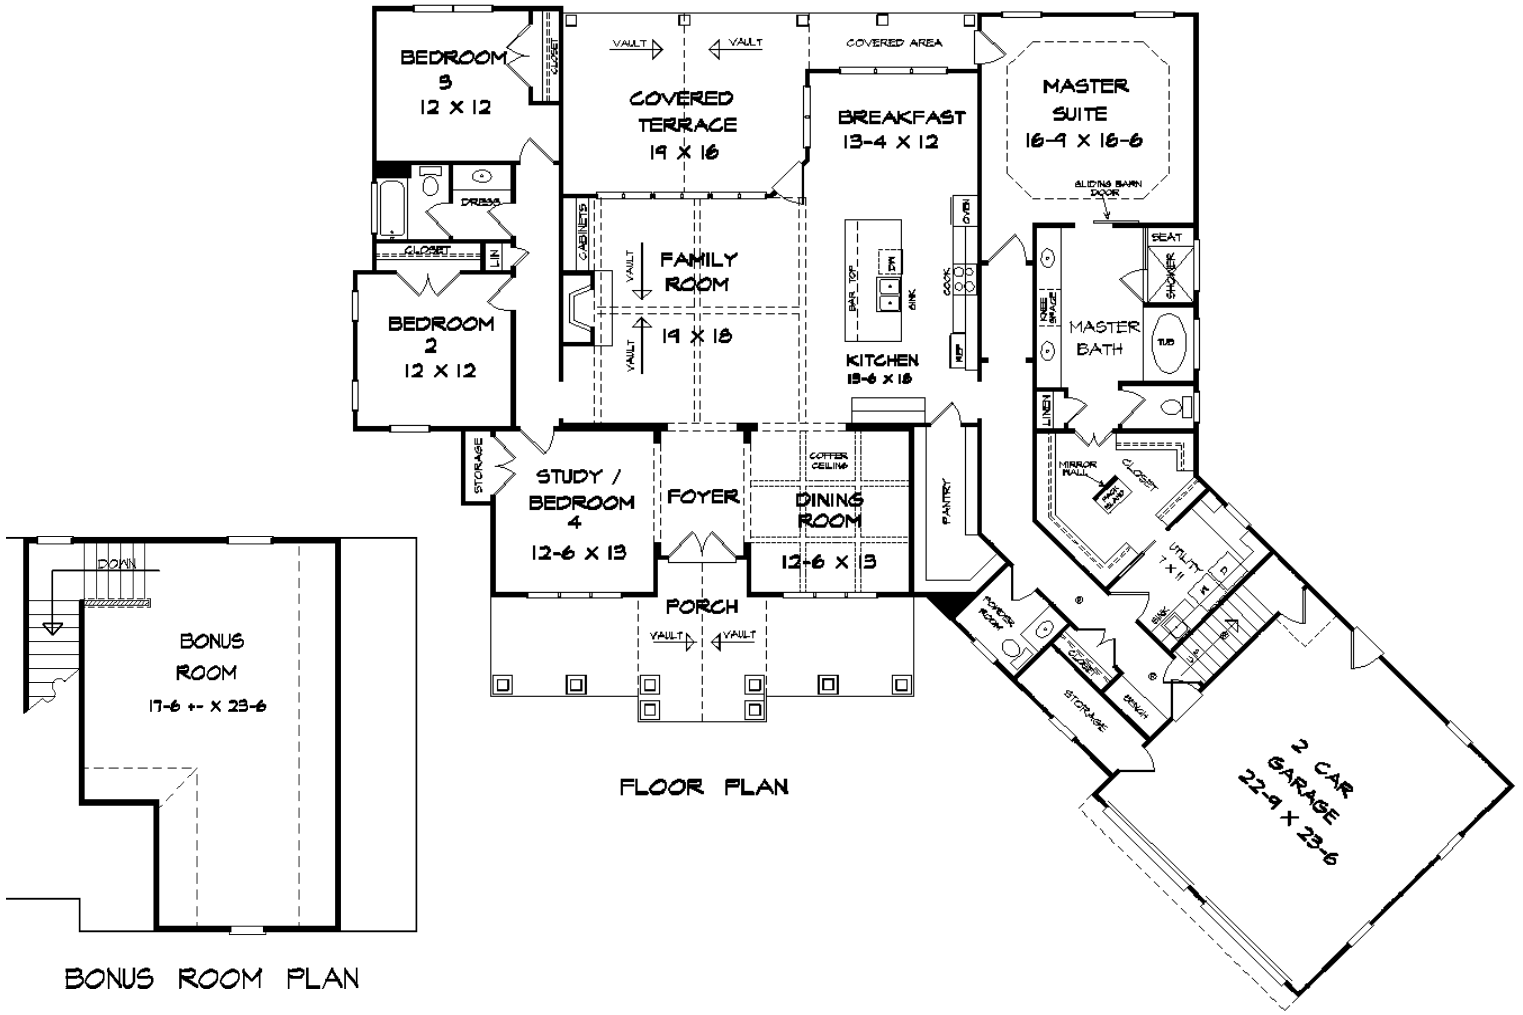 BEDROOM
3
12 X 12
CLOSET
VAULT
VAULT
COVERED
TERRACE
19 X 16
COVERED AREA
BREAKFAST
13-4 X 12
MASTER
SUITE
16-9 X 16-6
SLIDING BARN
DOOR
DRESS
CLOSET
LIN
CABINETS
VAULT
FAMILY
ROOM
19 X 18
VAULT
OVEN
DW
BAR TOP
SINK
COOK
REF
KITCHEN
13-6 X 18
SEAT
SHOWER
KNEE
SPACE
MASTER
BATH
TUB
LINEN
BEDROOM
2
12 X 12
STORAGE
STUDY /
BEDROOM
4
12-6 X 13
FOYER
COFFER
CEILING
DINING
ROOM
12-6 X 13
PANTRY
MIRROR
WALL
CLOSET
PACK
ISLAND
UTILITY
7 X 11
D
W
SINK
UP
PORCH
VAULT
VAULT
POWDER
ROOM
CLOSET
BENCH
STORAGE
2 CAR
GARAGE
22-9 X 23-6
FLOOR PLAN
DOWN
BONUS
ROOM
17-6 +- X 23-6
BONUS ROOM PLAN